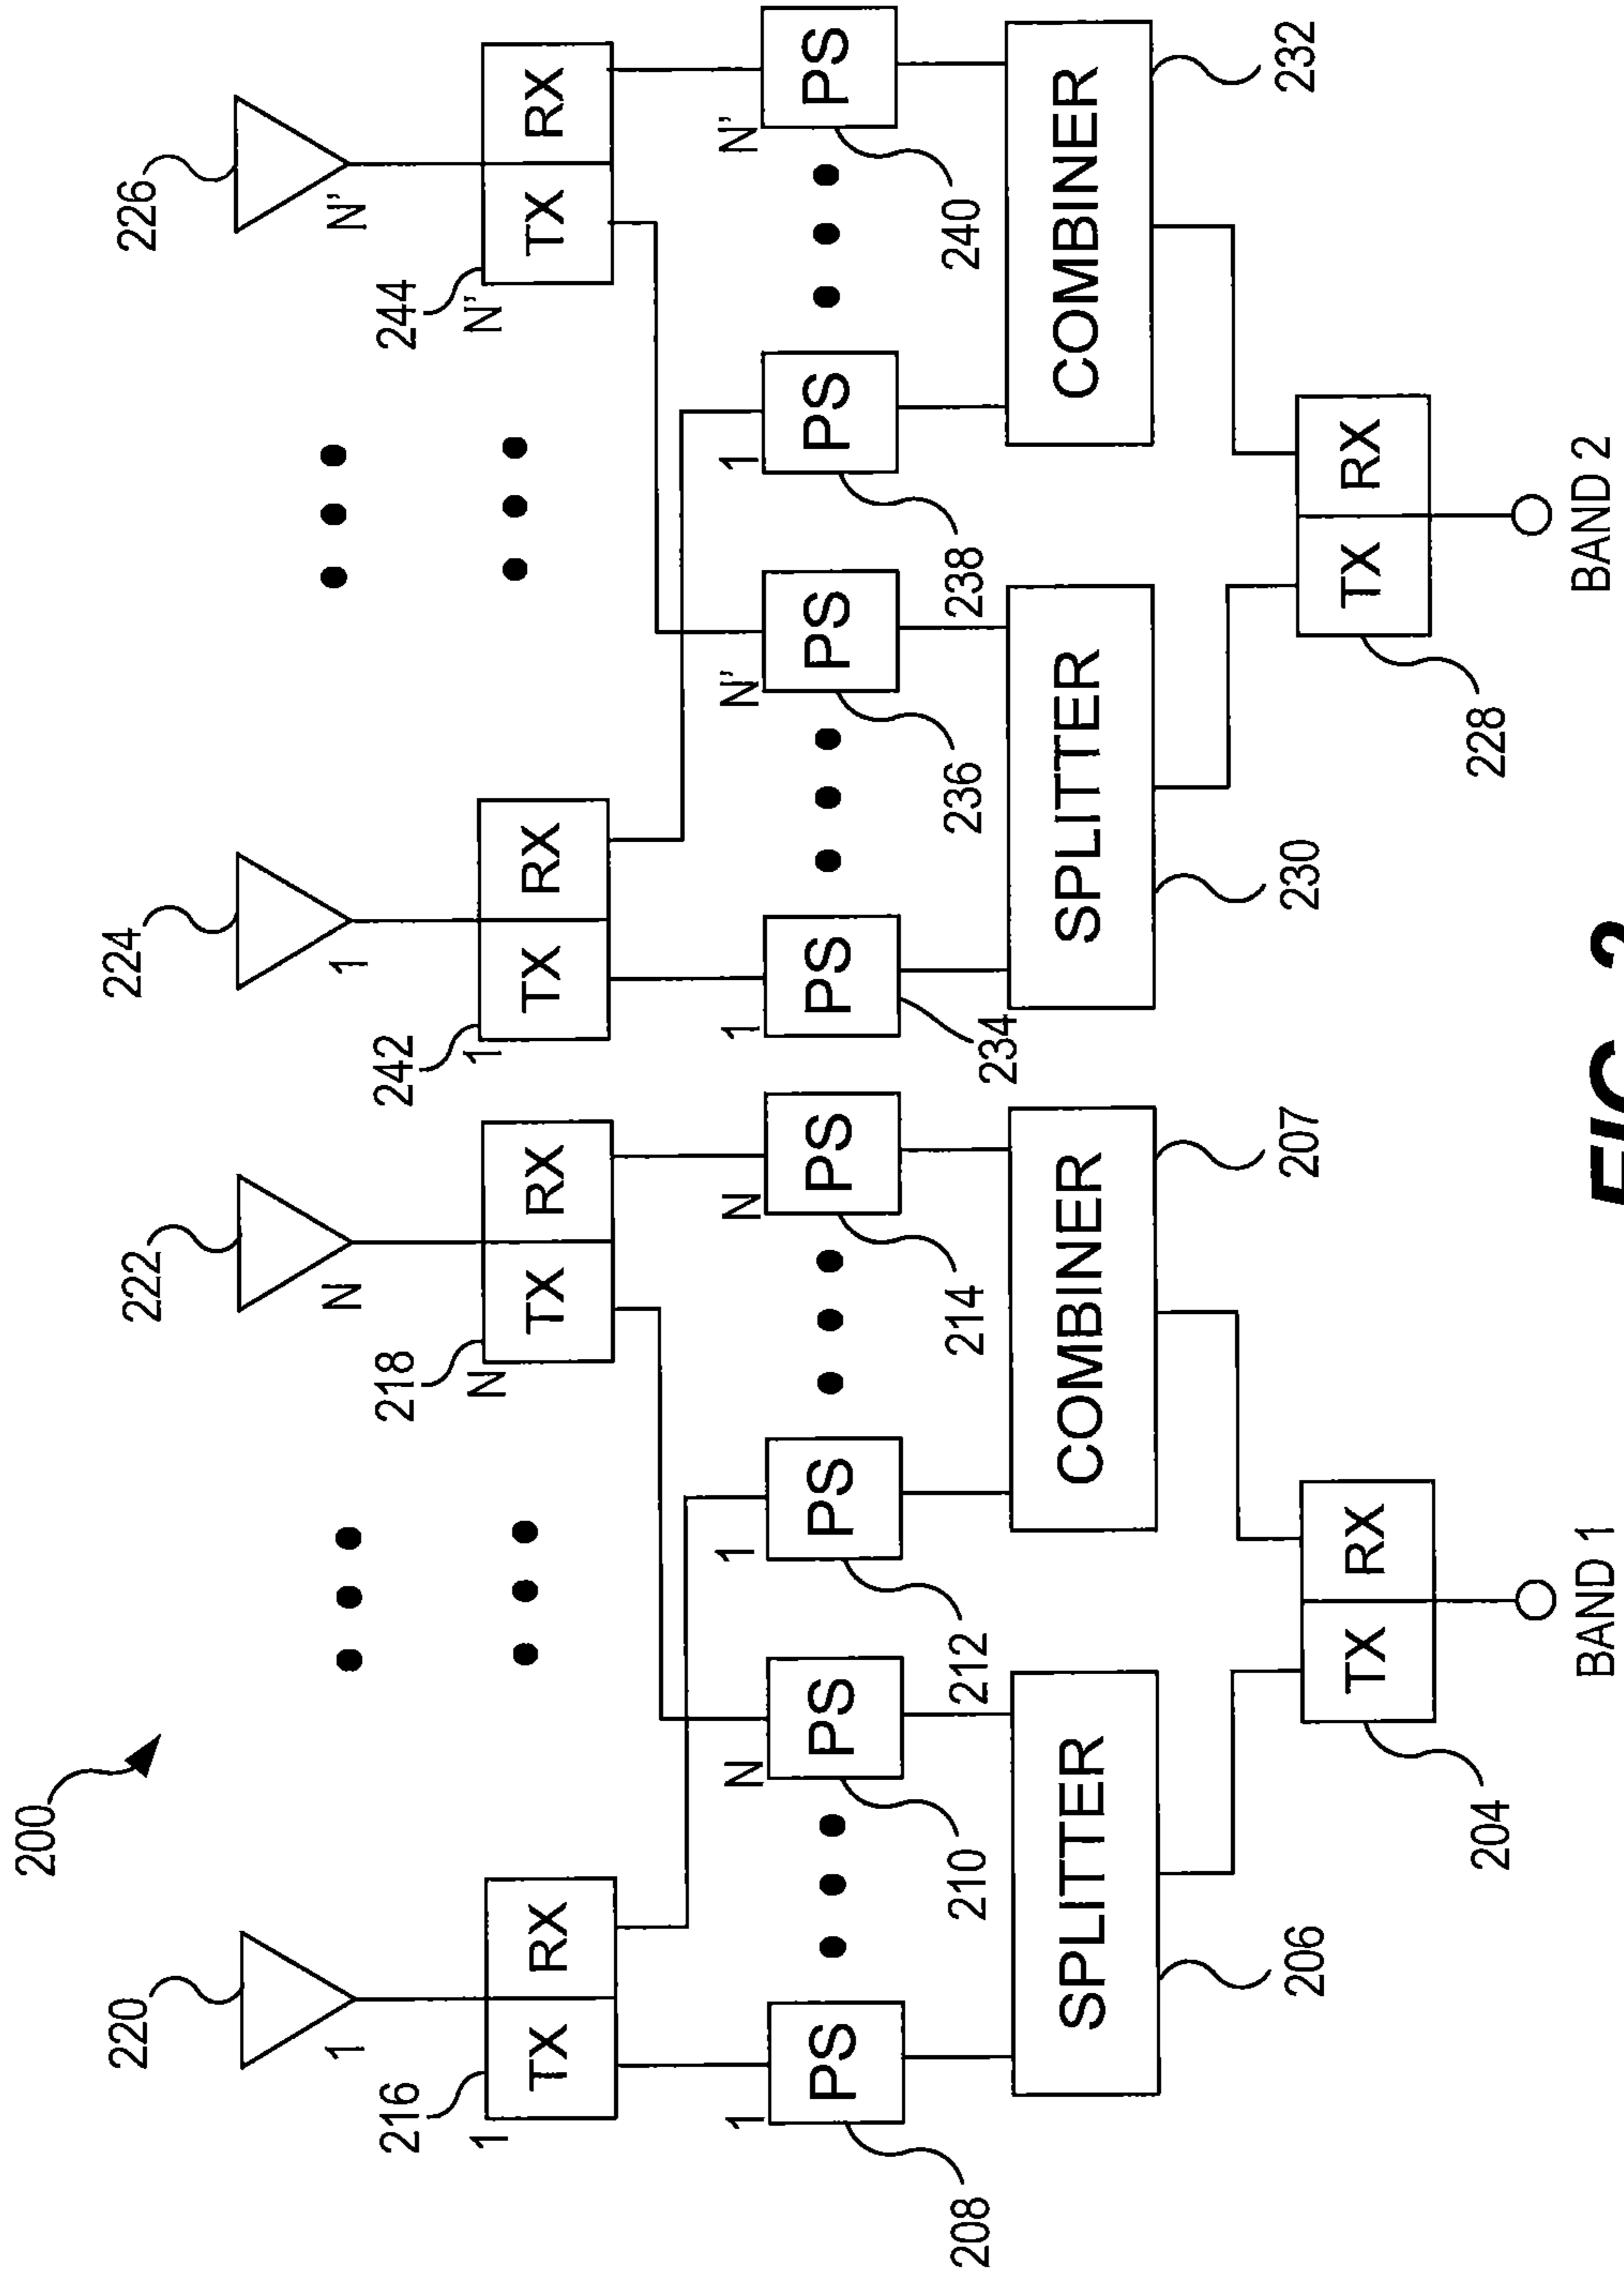 200
220
222
224
226
1
N
1
N'
216
218
242
244
1
TX RX
N
TX RX
1
TX RX
N'
TX RX
1
PS
N
PS
1
PS
N
PS
1
PS
N'
PS
1
PS
N'
PS
208
210
212
214
234
236
238
240
SPLITTER
COMBINER
SPLITTER
COMBINER
206
207
230
232
TX RX
TX RX
204
228
BAND 1
BAND 2
FIG. 2